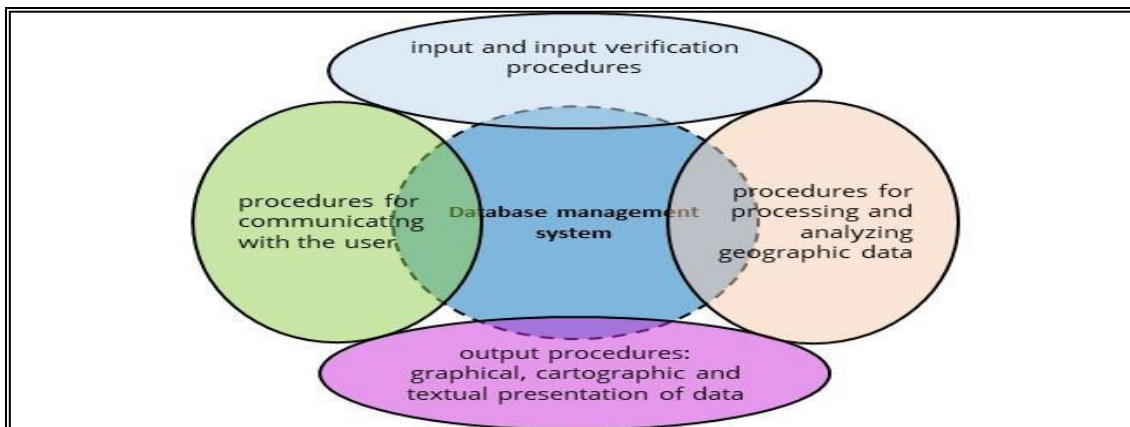 input and input verification
procedures
procedures for
communicating
with the user
Database management
system
procedures for
processing and
analyzing
geographic data
output procedures:
graphical, cartographic and
textual presentation of data